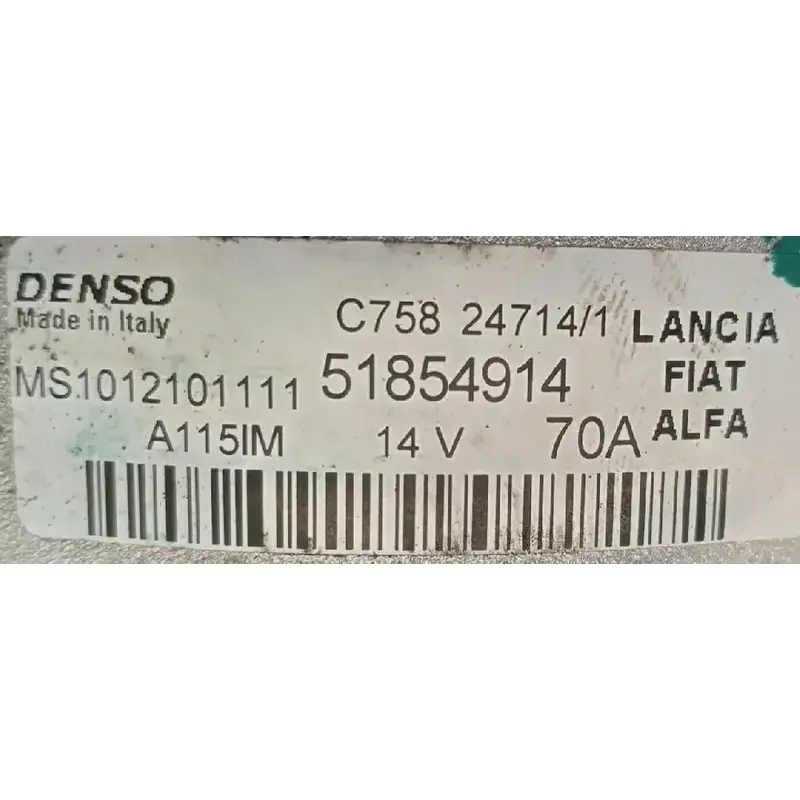 DENSO
Made in Italy
C758 24714/1 LANCIA
MS1012101111 51854914 FIAT
A115IM 14 V 70A ALFA